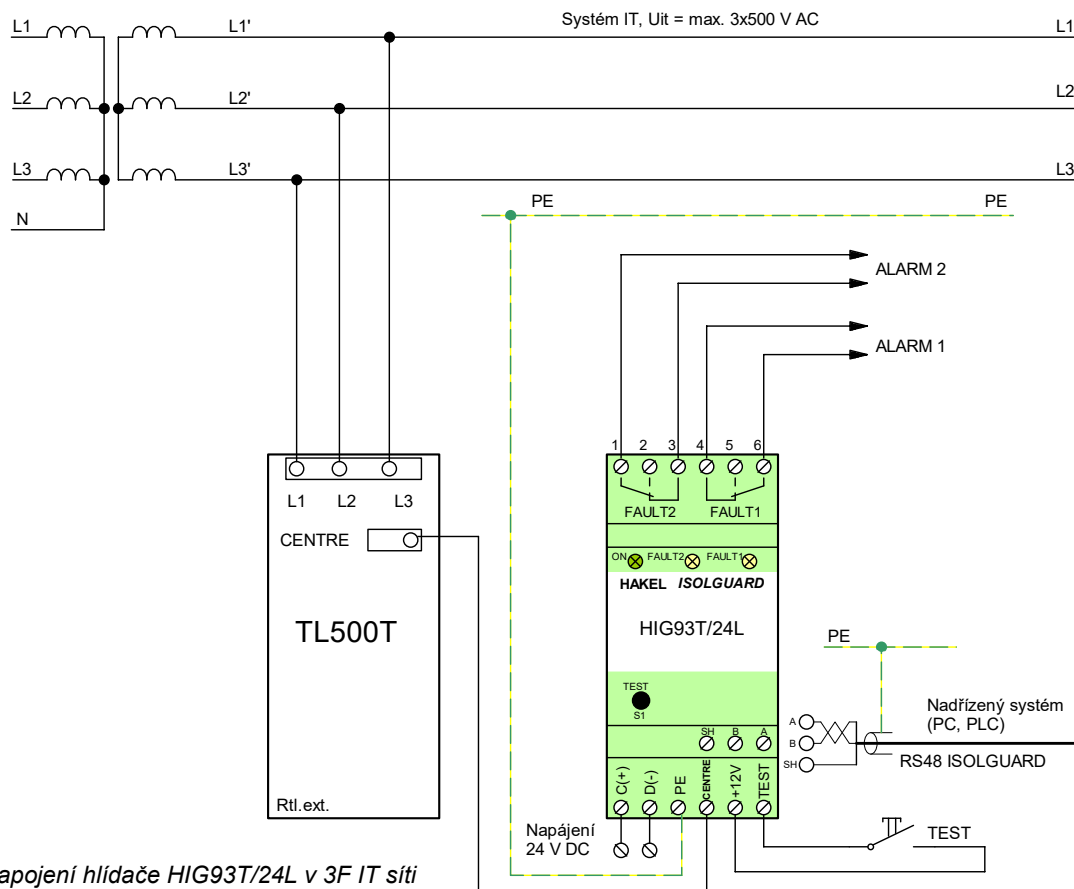 L1
L1'
Systém IT, Uit = max. 3x500 V AC
L1
L2
L2'
L2
L3
L3'
L3
N
PE
PE
ALARM 2
ALARM 1
1 2 3 4 5 6
FAULT2 FAULT1
L1 L2 L3
CENTRE
ON FAULT2 FAULT1
HAKEL ISOLGUARD
TL500T
HIG93T/24L
PE
TEST
S1
Nadřízený systém
(PC, PLC)
A
B
SH
SH B A
RS48 ISOLGUARD
C(+) D(-) PE CENTRE +12V TEST
Rtl.ext.
Napájení
24 V DC
TEST
apojení hlídače HIG93T/24L v 3F IT síti